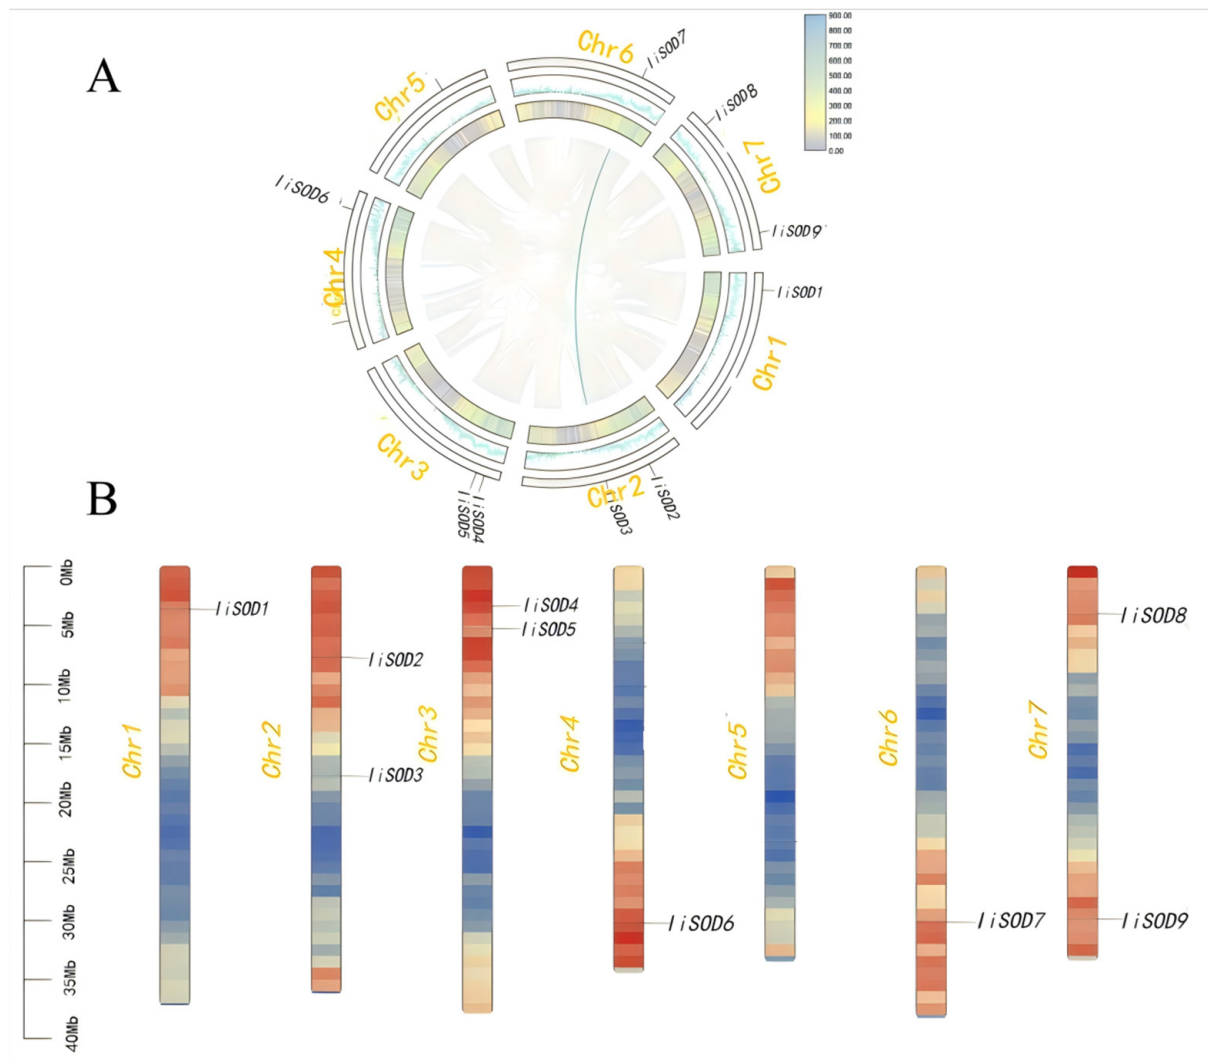 A
Chr6
IiSOD7
900.00
800.00
700.00
600.00
500.00
400.00
300.00
200.00
100.00
0.00
Chr5
IiSOD8
Chr7
IiSOD6
IiSOD9
Chr4
IiSOD1
Chr1
Chr3
Chr2
IiSOD2
IiSOD3
IiSOD4
IiSOD5
B
0Mb
5Mb
10Mb
15Mb
20Mb
25Mb
30Mb
35Mb
40Mb
Chr1
IiSOD1
Chr2
IiSOD2
IiSOD3
Chr3
IiSOD4
IiSOD5
Chr4
IiSOD6
Chr5
Chr6
IiSOD7
Chr7
IiSOD8
IiSOD9